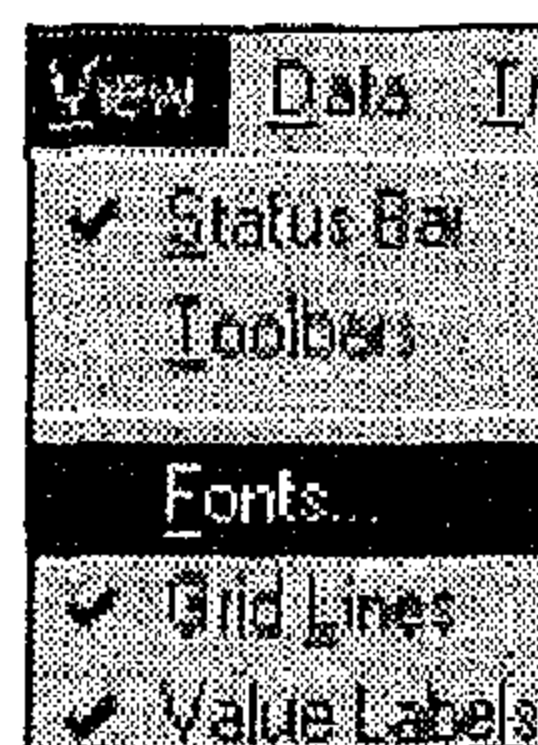 View Data
✓ Status Bar
Toolbars
Fonts...
✓ Grid Lines
✓ Value Labels